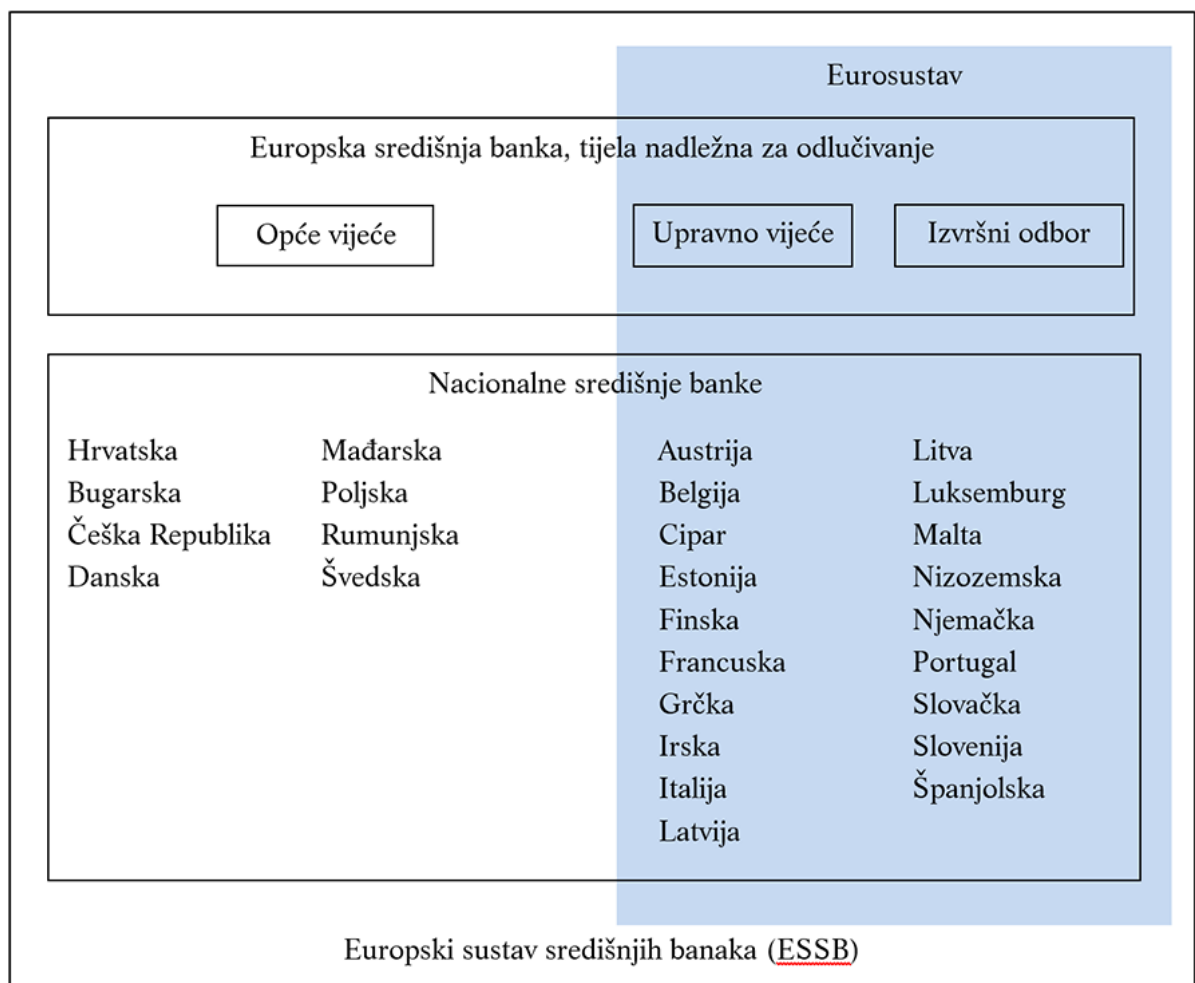 Eurosustav
Europska središnja banka, tijela nadležna za odlučivanje
Opće vijeće
Upravno vijeće
Izvršni odbor
Nacionalne središnje banke
Hrvatska
Bugarska
Češka Republika
Danska
Mađarska
Poljska
Rumunjska
Švedska
Austrija
Belgija
Cipar
Estonija
Finska
Francuska
Grčka
Irska
Italija
Latvija
Litva
Luksemburg
Malta
Nizozemska
Njemačka
Portugal
Slovačka
Slovenija
Španjolska
Europski sustav središnjih banaka (ESSB)